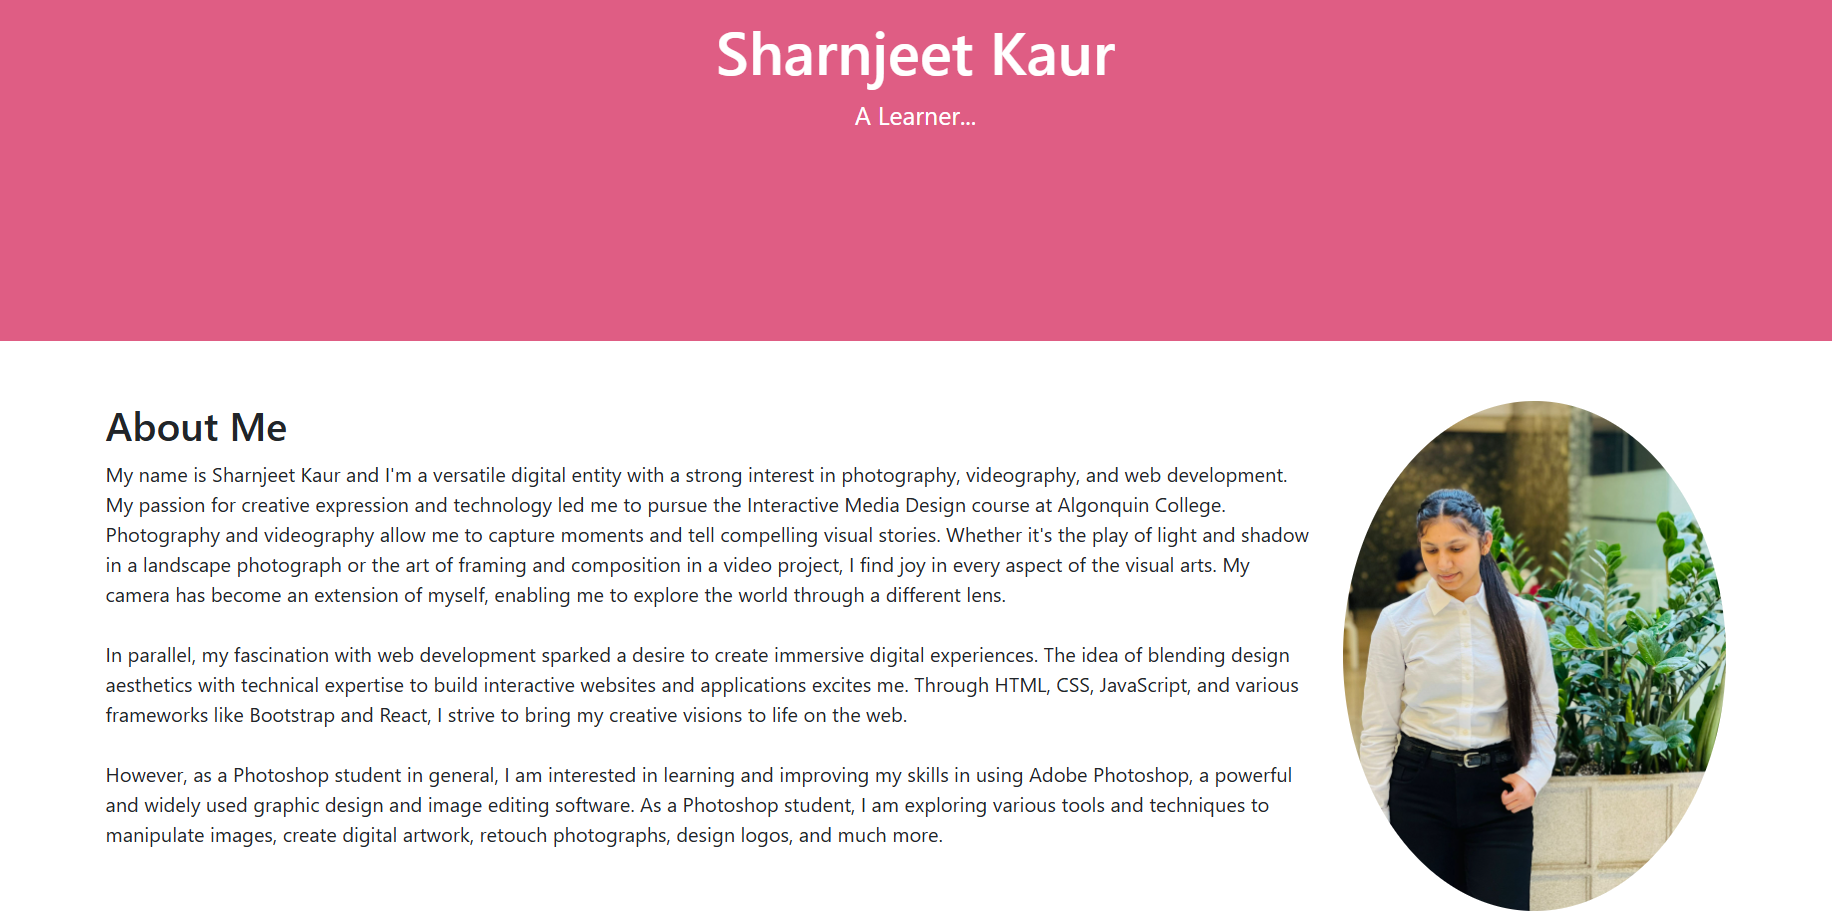 Sharnjeet Kaur
A Learner...
About Me
My name is Sharnjeet Kaur and I'm a versatile digital entity with a strong interest in photography, videography, and web development.
My passion for creative expression and technology led me to pursue the Interactive Media Design course at Algonquin College.
Photography and videography allow me to capture moments and tell compelling visual stories. Whether it's the play of light and shadow
in a landscape photograph or the art of framing and composition in a video project, I find joy in every aspect of the visual arts. My
camera has become an extension of myself, enabling me to explore the world through a different lens.
In parallel, my fascination with web development sparked a desire to create immersive digital experiences. The idea of blending design
aesthetics with technical expertise to build interactive websites and applications excites me. Through HTML, CSS, JavaScript, and various
frameworks like Bootstrap and React, I strive to bring my creative visions to life on the web.
However, as a Photoshop student in general, I am interested in learning and improving my skills in using Adobe Photoshop, a powerful
and widely used graphic design and image editing software. As a Photoshop student, I am exploring various tools and techniques to
manipulate images, create digital artwork, retouch photographs, design logos, and much more.